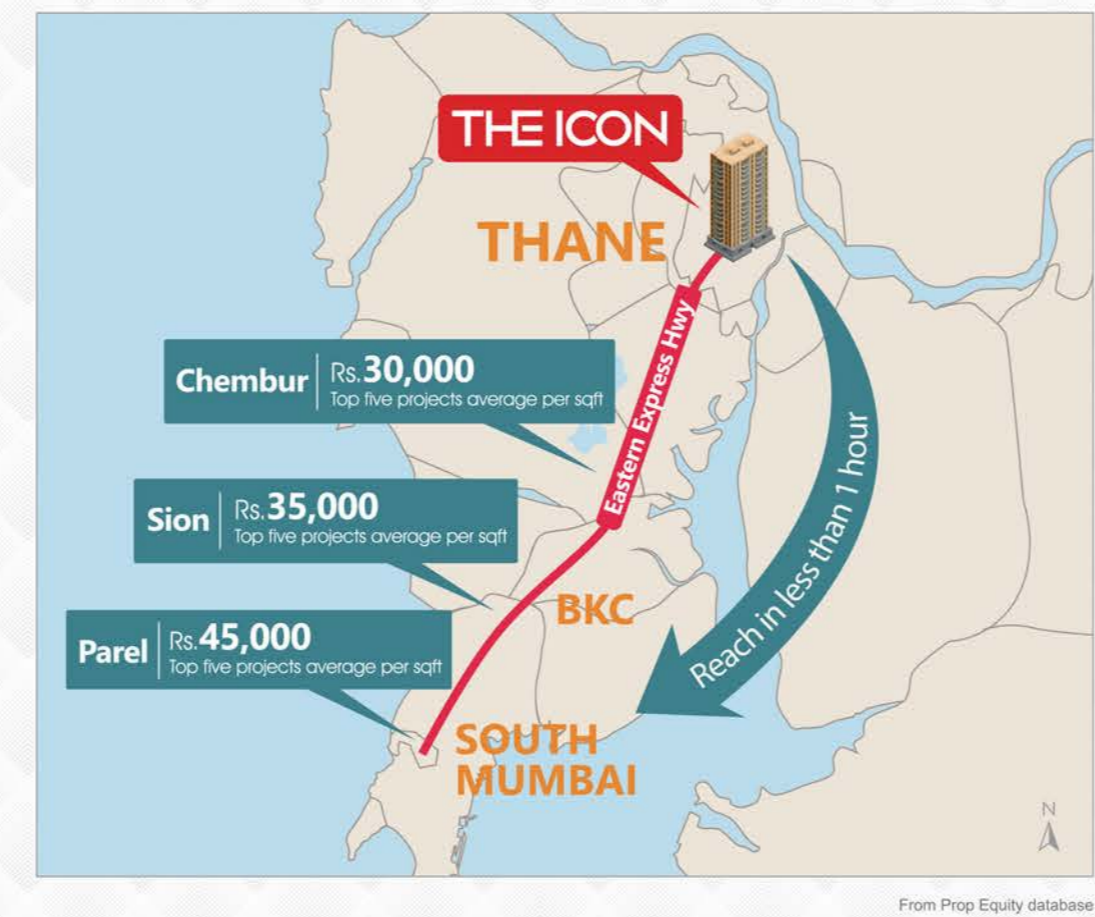 THE ICON
THANE
Eastern Express Hwy
Chembur
Rs.30,000
Top five projects average per sqft
Reach in less than 1 hour
Sion
Rs.35,000
Top five projects average per sqft
BKC
Parel
Rs.45,000
Top five projects average per sqft
SOUTH
MUMBAI
N
From Prop Equity database